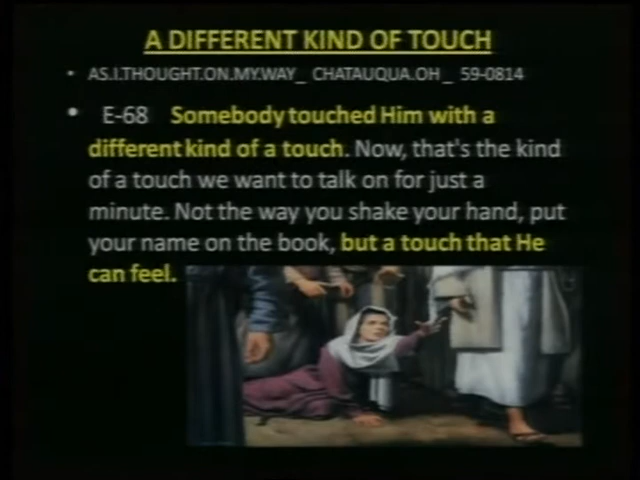 A DIFFERENT KIND OF TOUCH
• AS.I.THOUGHT.ON.MY.WAY_ CHATAUQUA.OH_ 59-0814
• E-68 Somebody touched Him with a
different kind of a touch. Now, that's the kind
of a touch we want to talk on for just a
minute. Not the way you shake your hand, put
your name on the book, but a touch that He
can feel.